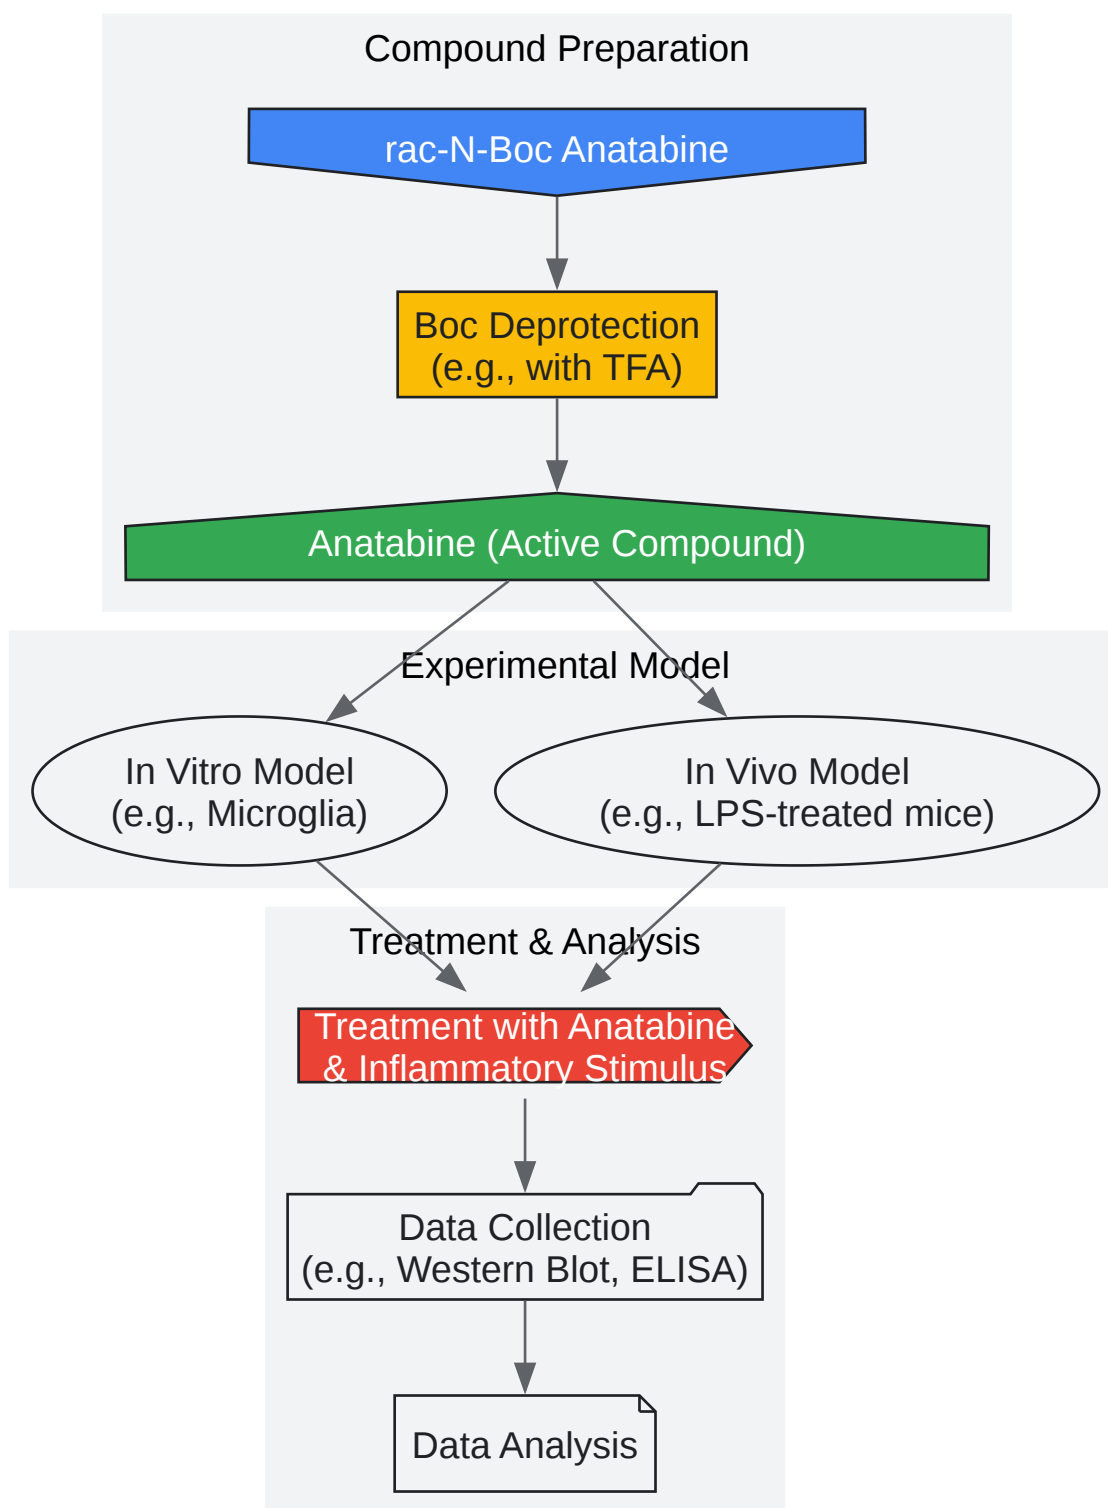 Compound Preparation
rac-N-Boc Anatabine
Boc Deprotection
(e.g., with TFA)
Anatabine (Active Compound)
Experimental Model
In Vitro Model
(e.g., Microglia)
In Vivo Model
(e.g., LPS-treated mice)
Treatment & Analysis
Treatment with Anatabine
& Inflammatory Stimulus
Data Collection
(e.g., Western Blot, ELISA)
Data Analysis